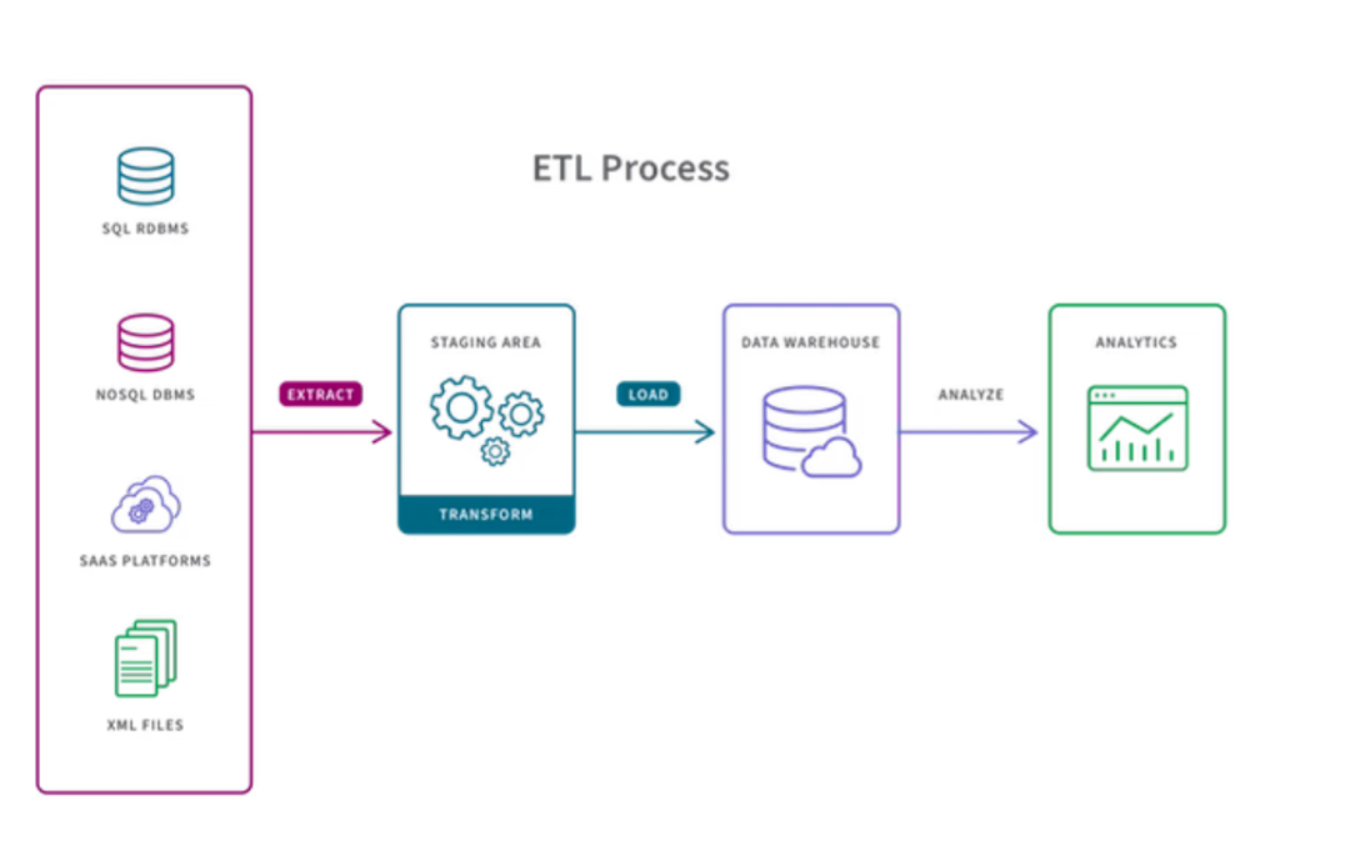 ETL Process
SQL RDBMS
NOSQL DBMS
SAAS PLATFORMS
XML FILES
EXTRACT
STAGING AREA
TRANSFORM
LOAD
DATA WAREHOUSE
ANALYZE
ANALYTICS